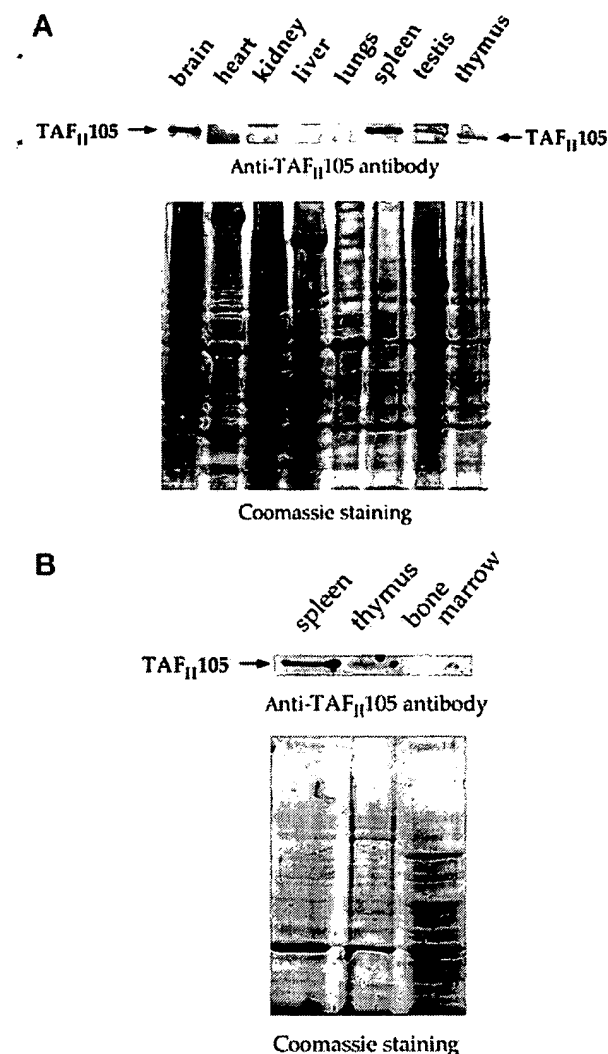 A
brain heart kidney liver lungs spleen testis thymus
TAFII105 → ← TAFII105
Anti-TAFII105 antibody
Coomassie staining
B
spleen thymus bone marrow
TAFII105 →
Anti-TAFII105 antibody
Coomassie staining